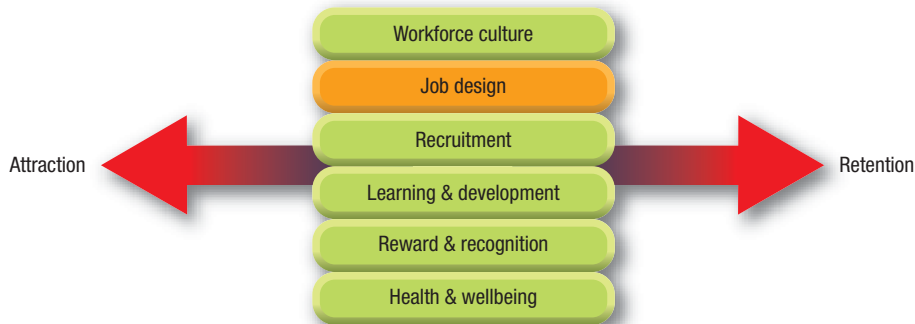 Workforce culture
Job design
Recruitment
Attraction
Retention
Learning & development
Reward & recognition
Health & wellbeing